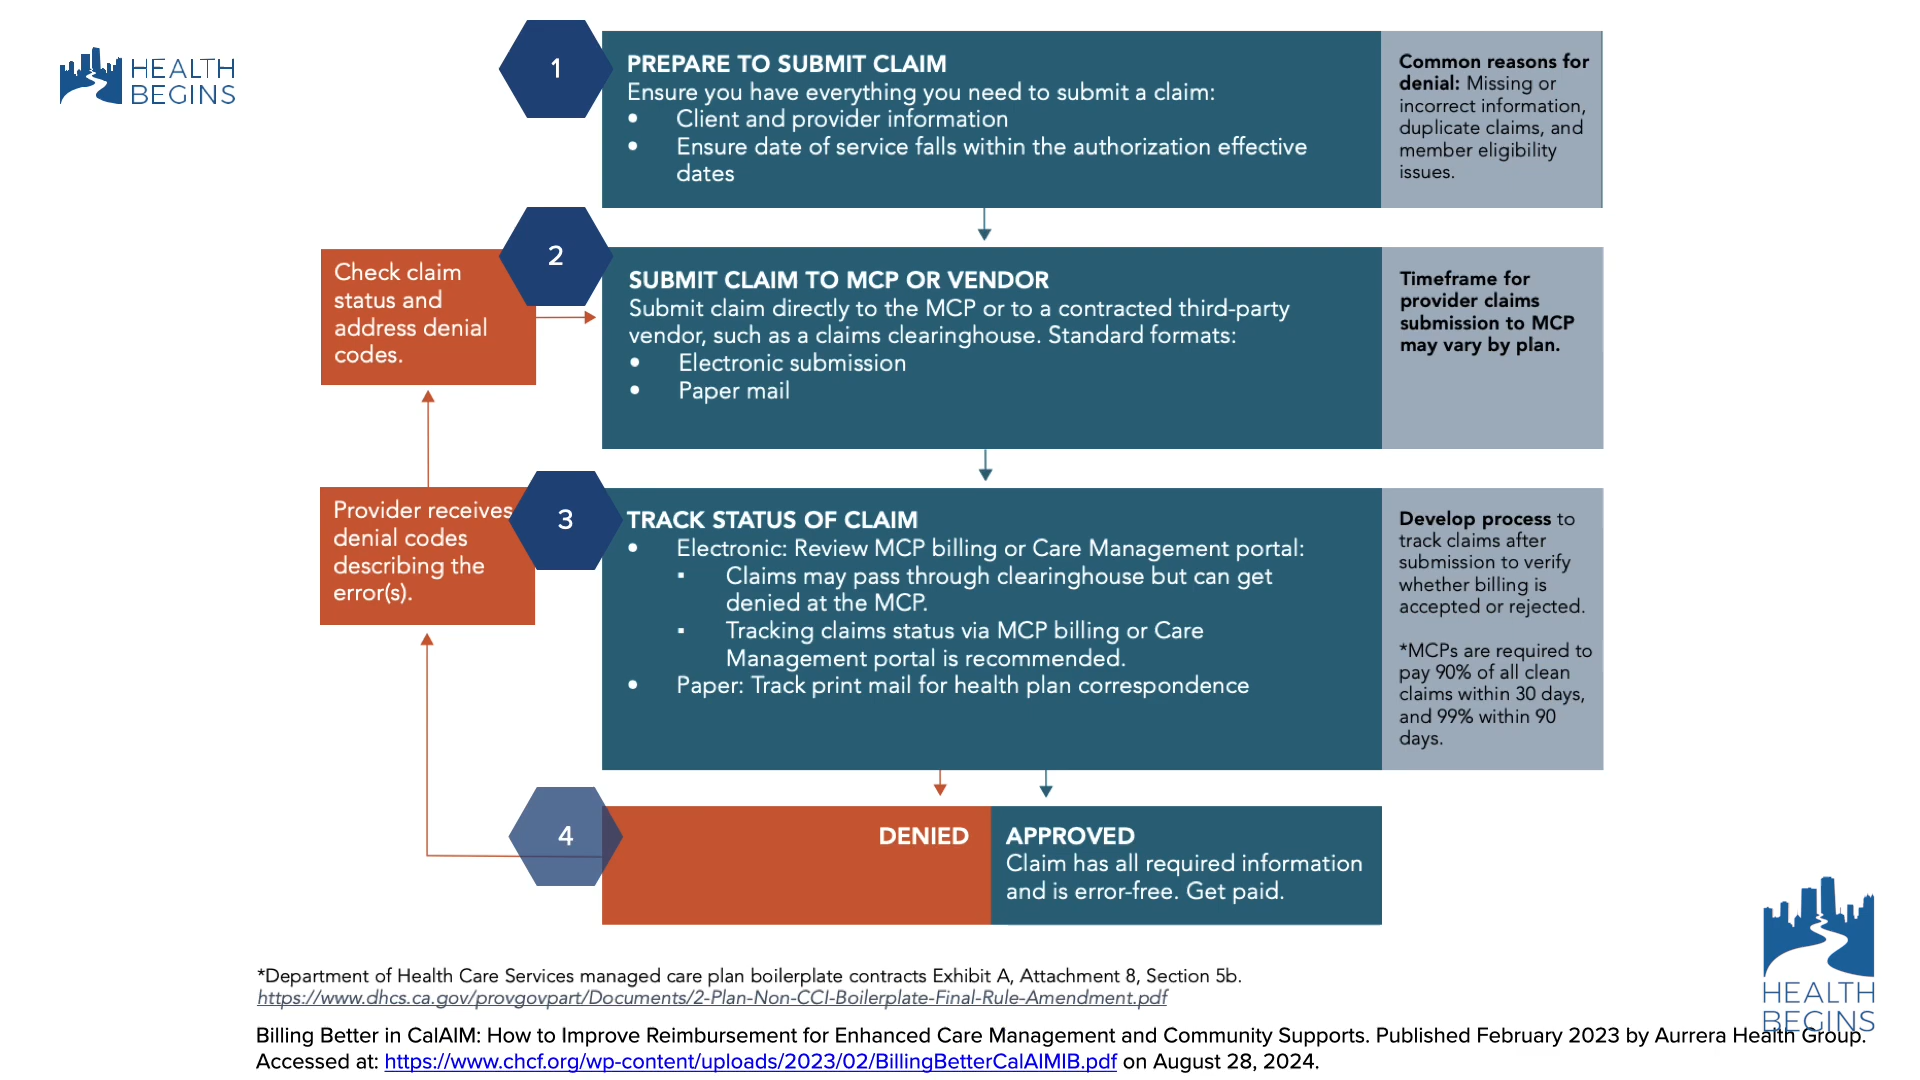 HEALTH
BEGINS
1
PREPARE TO SUBMIT CLAIM
Ensure you have everything you need to submit a claim:
• Client and provider information
• Ensure date of service falls within the authorization effective
dates
Common reasons for
denial: Missing or
incorrect information,
duplicate claims, and
member eligibility
issues.
Check claim
status and
address denial
codes.
2
SUBMIT CLAIM TO MCP OR VENDOR
Submit claim directly to the MCP or to a contracted third-party
vendor, such as a claims clearinghouse. Standard formats:
• Electronic submission
• Paper mail
Timeframe for
provider claims
submission to MCP
may vary by plan.
Provider receives
denial codes
describing the
error(s).
3
TRACK STATUS OF CLAIM
• Electronic: Review MCP billing or Care Management portal:
▪ Claims may pass through clearinghouse but can get
denied at the MCP.
▪ Tracking claims status via MCP billing or Care
Management portal is recommended.
• Paper: Track print mail for health plan correspondence
Develop process to
track claims after
submission to verify
whether billing is
accepted or rejected.
*MCPs are required to
pay 90% of all clean
claims within 30 days,
and 99% within 90
days.
4
DENIED
APPROVED
Claim has all required information
and is error-free. Get paid.
*Department of Health Care Services managed care plan boilerplate contracts Exhibit A, Attachment 8, Section 5b.
https://www.dhcs.ca.gov/provgovpart/Documents/2-Plan-Non-CCI-Boilerplate-Final-Rule-Amendment.pdf
HEALTH
BEGINS
Billing Better in CalAIM: How to Improve Reimbursement for Enhanced Care Management and Community Supports. Published February 2023 by Aurrera Health Group.
Accessed at: https://www.chcf.org/wp-content/uploads/2023/02/BillingBetterCalAIMIB.pdf on August 28, 2024.